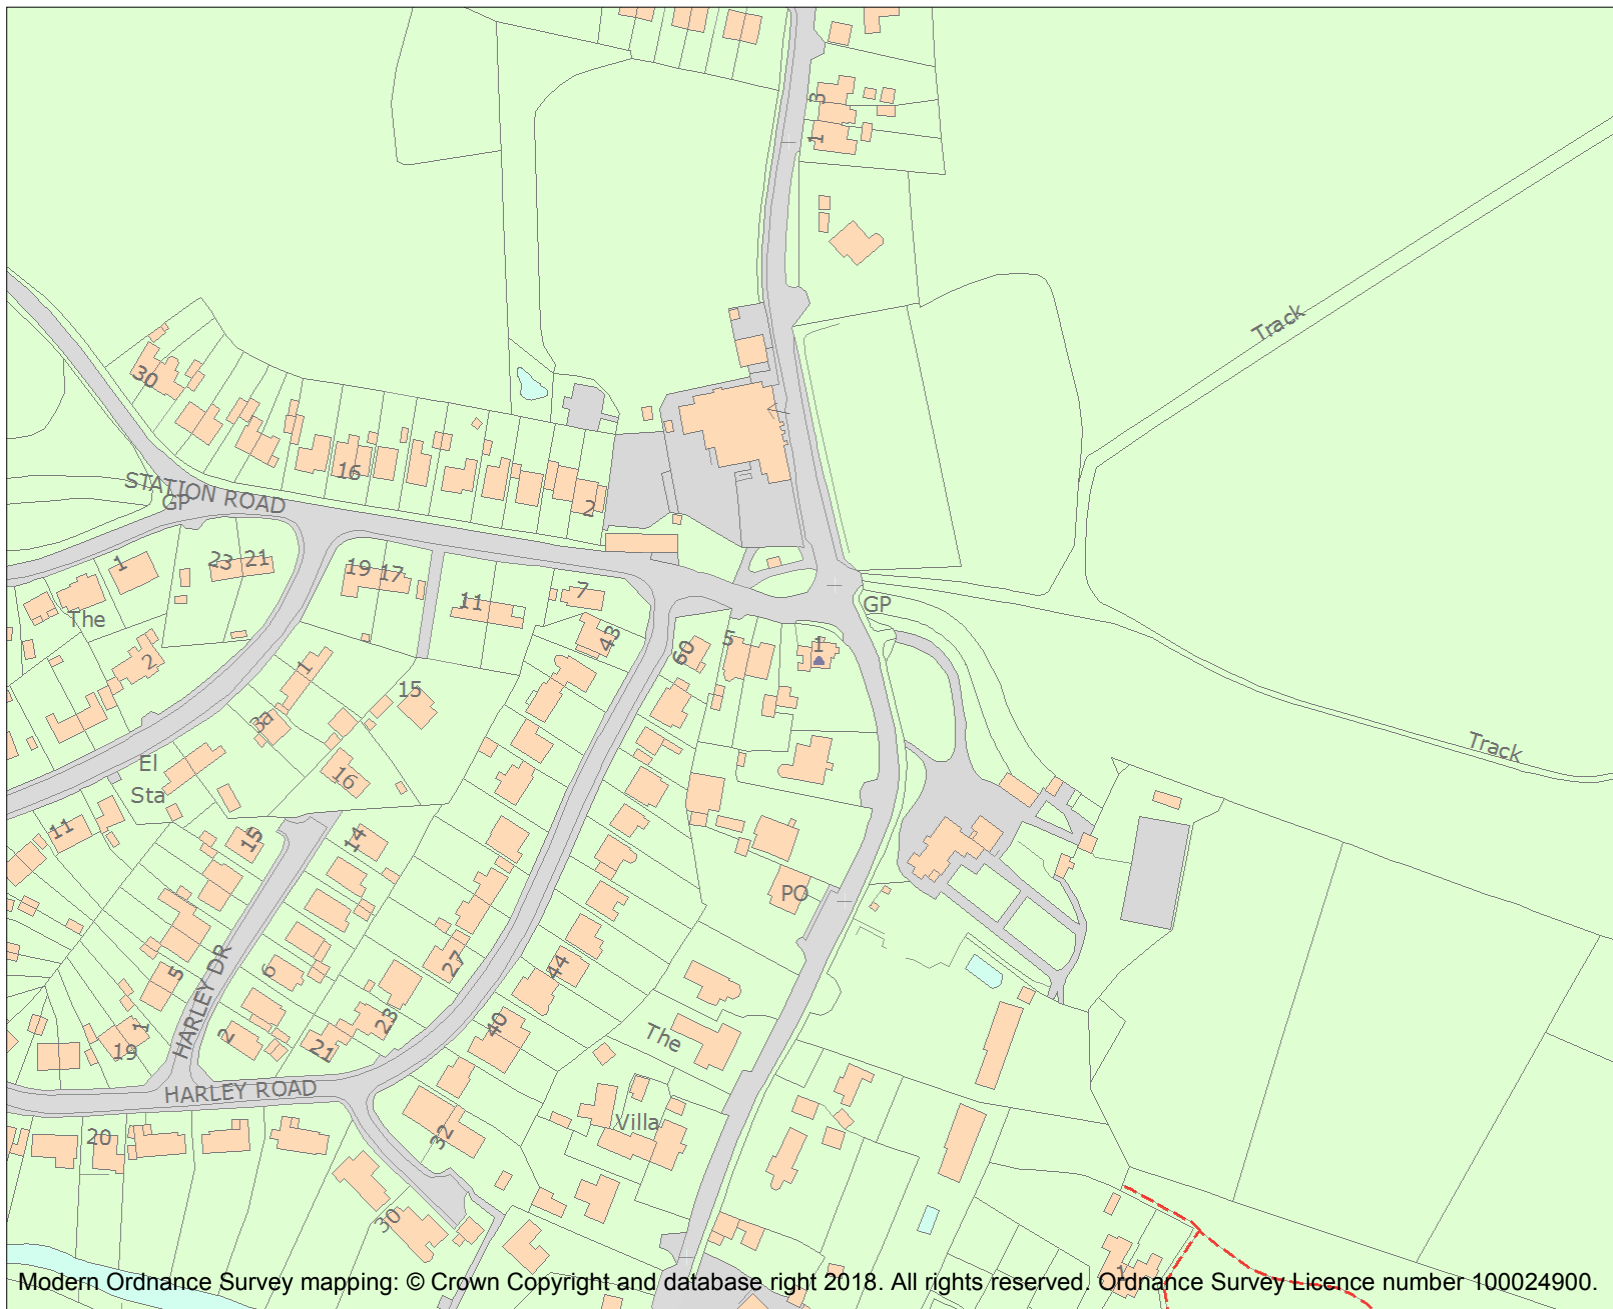 3
1
Track
30
16
STATION ROAD
GP
2
1
23 21
19 17
11
7
The
GP
43
60
5
1
2
1
15
3a
Track
El
Sta
16
11
15
14
PO
27
44
5
6
HARLEY DR
1
19
2
21
23
40
The
HARLEY ROAD
Villa
20
32
30
1
Modern Ordnance Survey mapping: © Crown Copyright and database right 2018. All rights reserved. Ordnance Survey Licence number 100024900.